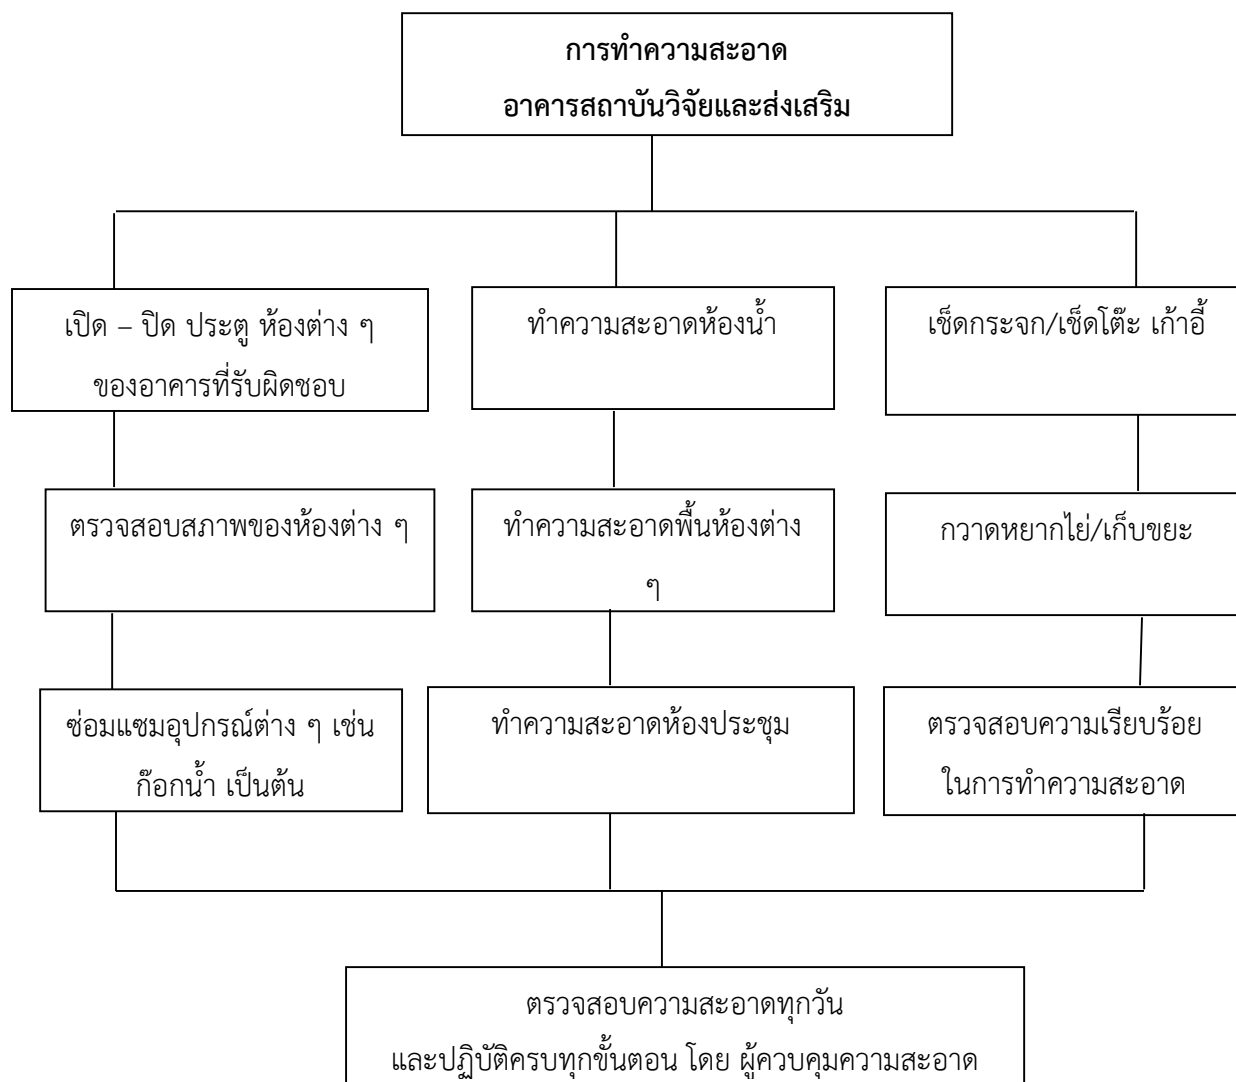 การทำความสะอาด
อาคารสถาบันวิจัยและส่งเสริม
เปิด – ปิด ประตู ห้องต่าง ๆ
ของอาคารที่รับผิดชอบ
ทำความสะอาดห้องน้ำ
เช็ดกระจก/เช็ดโต๊ะ เก้าอี้
ตรวจสอบสภาพของห้องต่าง ๆ
ทำความสะอาดพื้นห้องต่าง
ๆ
กวาดหยากไย่/เก็บขยะ
ซ่อมแซมอุปกรณ์ต่าง ๆ เช่น
ก๊อกน้ำ เป็นต้น
ทำความสะอาดห้องประชุม
ตรวจสอบความเรียบร้อย
ในการทำความสะอาด
ตรวจสอบความสะอาดทุกวัน
และปฏิบัติครบทุกขั้นตอน โดย ผู้ควบคุมความสะอาด